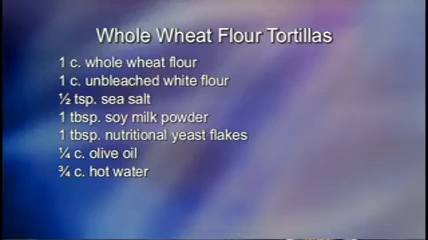 Whole Wheat Flour Tortillas
1 c. whole wheat flour
1 c. unbleached white flour
½ tsp. sea salt
1 tbsp. soy milk powder
1 tbsp. nutritional yeast flakes
¼ c. olive oil
¾ c. hot water